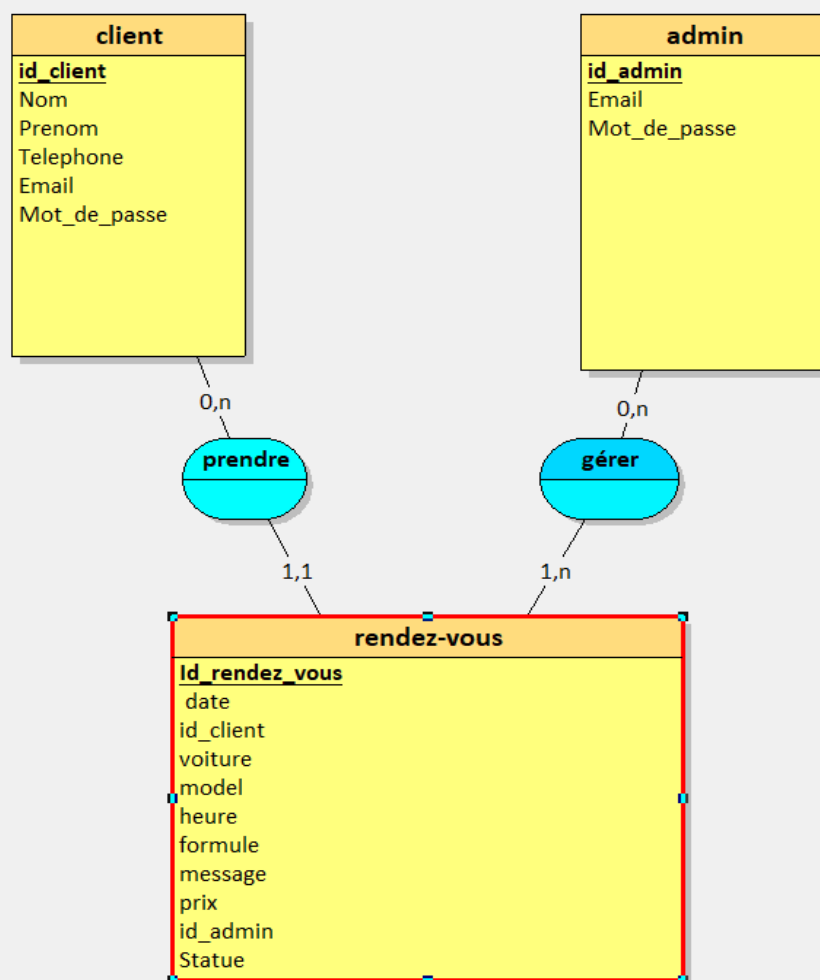 client
id_client
Nom
Prenom
Telephone
Email
Mot_de_passe
admin
id_admin
Email
Mot_de_passe
0,n
0,n
prendre
gérer
1,1
1,n
rendez-vous
Id_rendez_vous
date
id_client
voiture
model
heure
formule
message
prix
id_admin
Statue